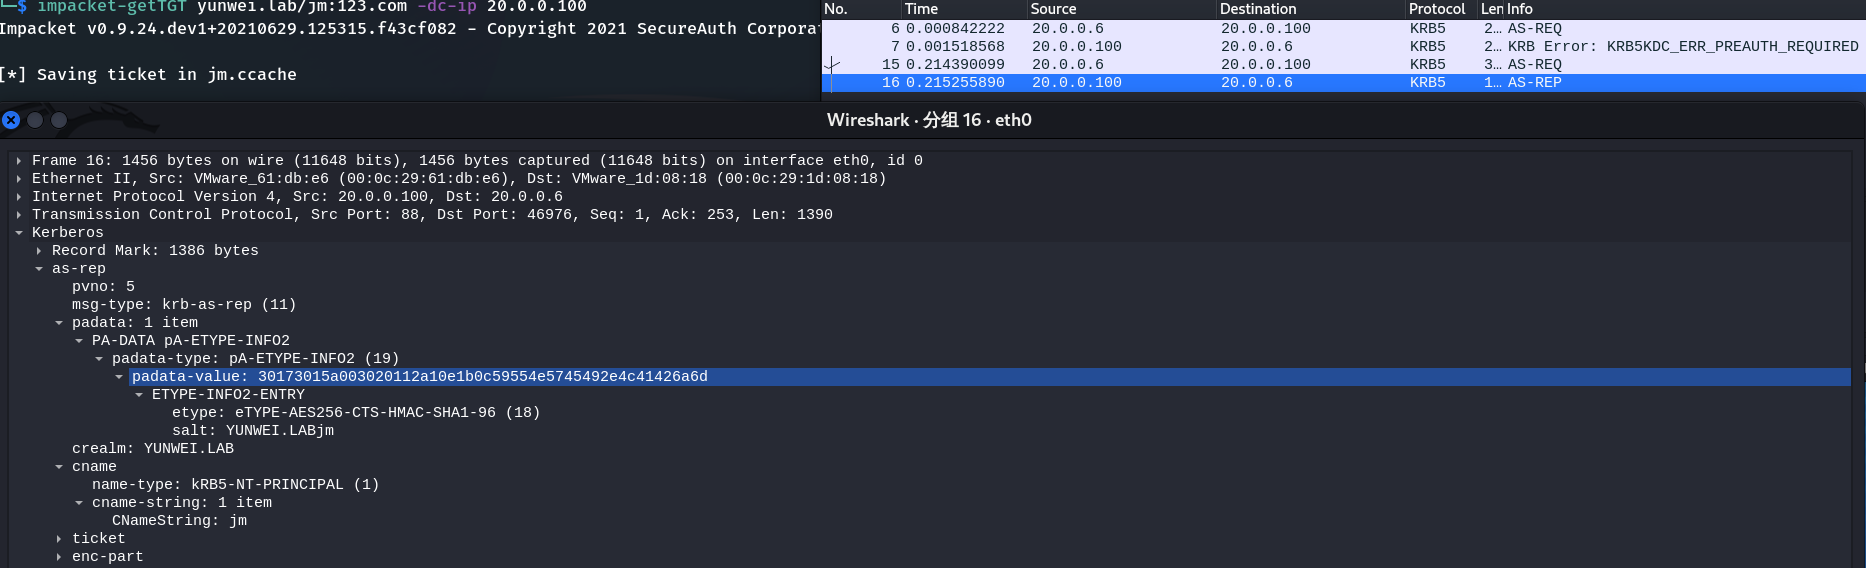 └─$ impacket-getTGT yunwei.lab/jm:123.com -dc-ip 20.0.0.100
Impacket v0.9.24.dev1+20210629.125315.f43cf082 - Copyright 2021 SecureAuth Corporat
[*] Saving ticket in jm.ccache
No. Time Source Destination Protocol Len Info
6 0.000842222 20.0.0.6 20.0.0.100 KRB5 2… AS-REQ
7 0.001518568 20.0.0.100 20.0.0.6 KRB5 2… KRB Error: KRB5KDC_ERR_PREAUTH_REQUIRED
15 0.214390099 20.0.0.6 20.0.0.100 KRB5 3… AS-REQ
16 0.215255890 20.0.0.100 20.0.0.6 KRB5 1… AS-REP
Wireshark · 分组 16 · eth0
Frame 16: 1456 bytes on wire (11648 bits), 1456 bytes captured (11648 bits) on interface eth0, id 0
Ethernet II, Src: VMware_61:db:e6 (00:0c:29:61:db:e6), Dst: VMware_1d:08:18 (00:0c:29:1d:08:18)
Internet Protocol Version 4, Src: 20.0.0.100, Dst: 20.0.0.6
Transmission Control Protocol, Src Port: 88, Dst Port: 46976, Seq: 1, Ack: 253, Len: 1390
Kerberos
Record Mark: 1386 bytes
as-rep
pvno: 5
msg-type: krb-as-rep (11)
padata: 1 item
PA-DATA pA-ETYPE-INFO2
padata-type: pA-ETYPE-INFO2 (19)
padata-value: 30173015a003020112a10e1b0c59554e5745492e4c41426a6d
ETYPE-INFO2-ENTRY
etype: eTYPE-AES256-CTS-HMAC-SHA1-96 (18)
salt: YUNWEI.LABjm
crealm: YUNWEI.LAB
cname
name-type: kRB5-NT-PRINCIPAL (1)
cname-string: 1 item
CNameString: jm
ticket
enc-part